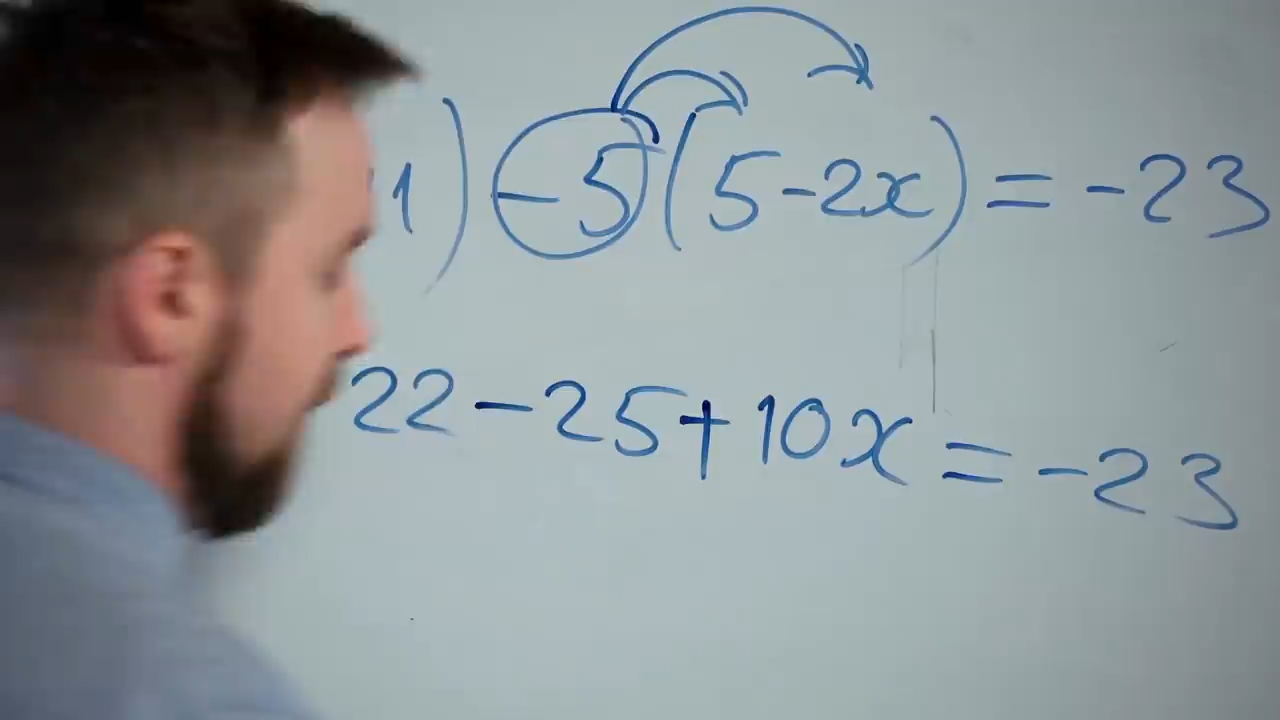 1) -5(5-2x) = -23
22-25+10x = -23